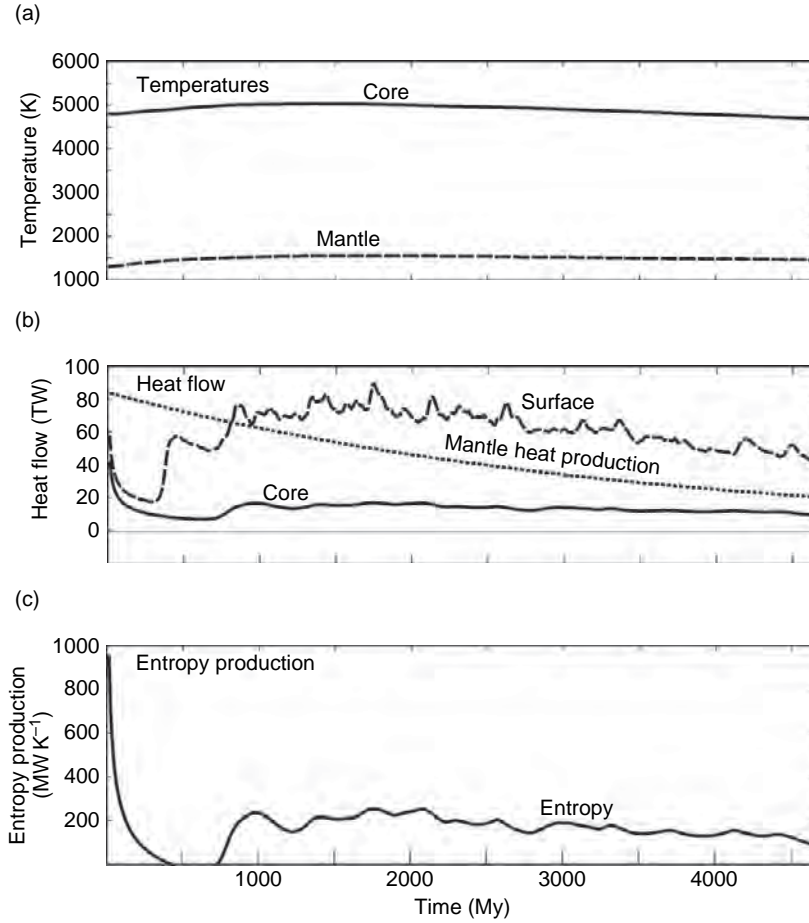 (a)
6000
5000
4000
3000
2000
1000
Temperature (K)
Temperatures
Core
Mantle
(b)
100
80
60
40
20
0
Heat flow (TW)
Heat flow
Surface
Mantle heat production
Core
(c)
1000
800
600
400
200
Entropy production
(MW K⁻¹)
Entropy production
Entropy
1000 2000 3000 4000
Time (My)